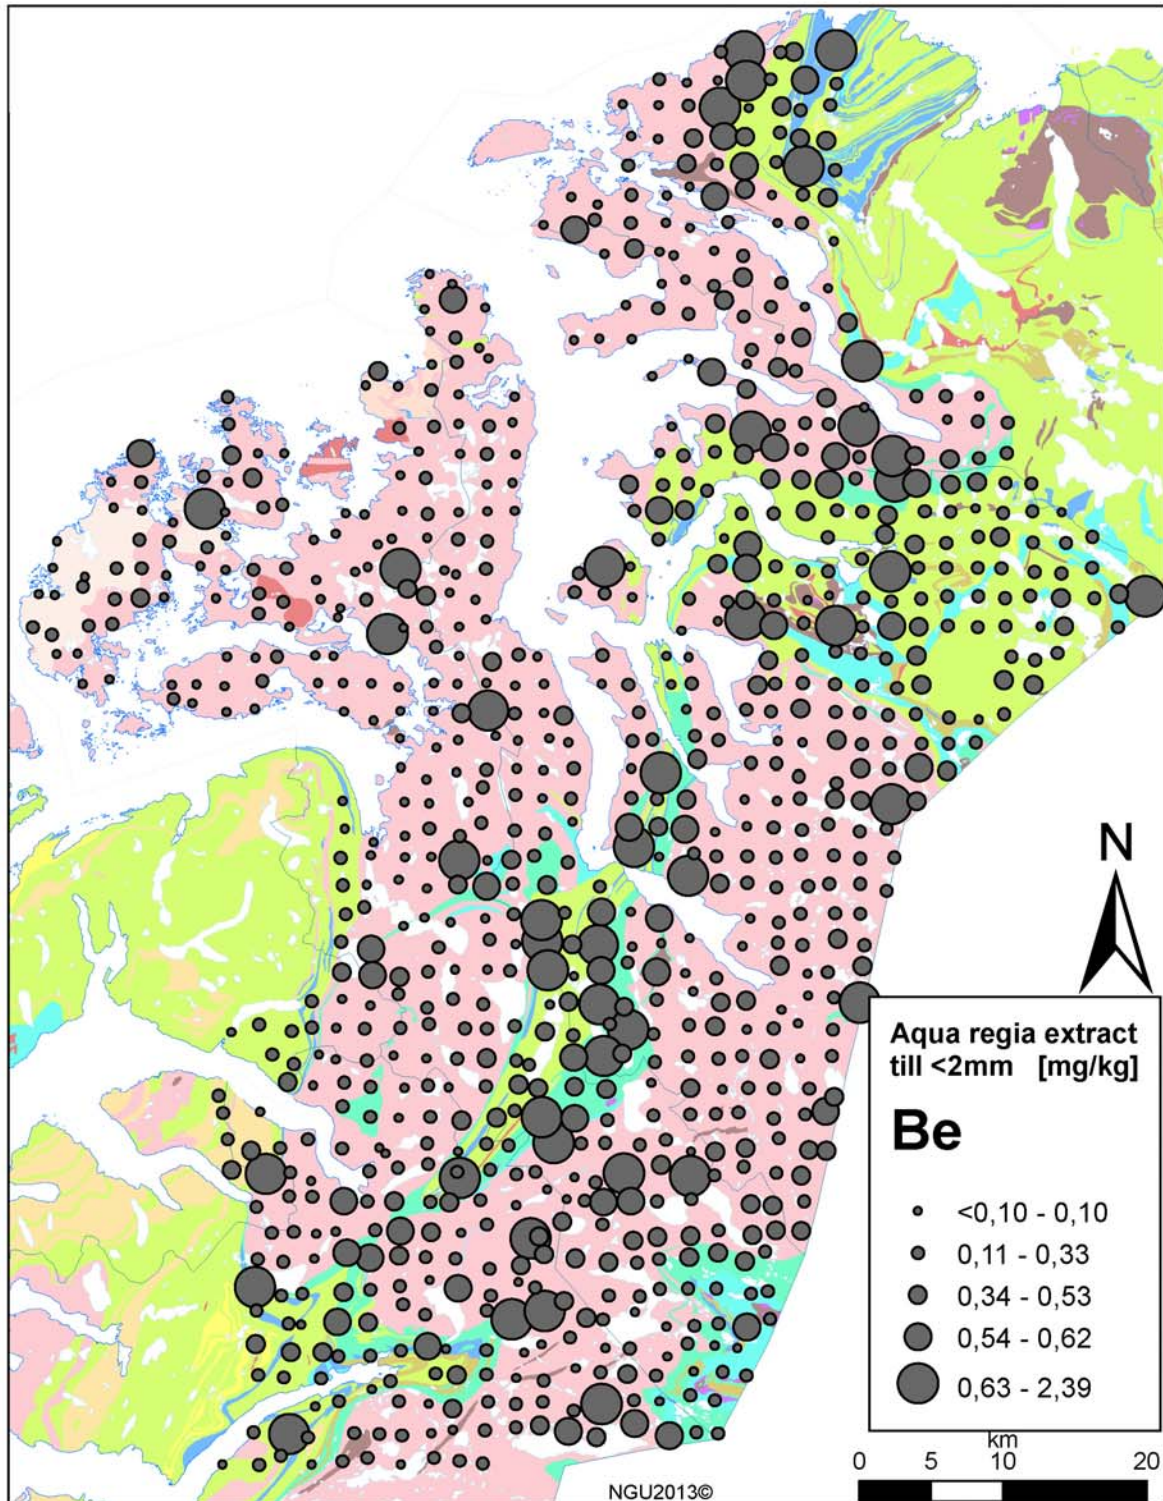 N
Aqua regia extract
till <2mm [mg/kg]
Be
<0,10 - 0,10
0,11 - 0,33
0,34 - 0,53
0,54 - 0,62
0,63 - 2,39
km
0 5 10 20
NGU2013©